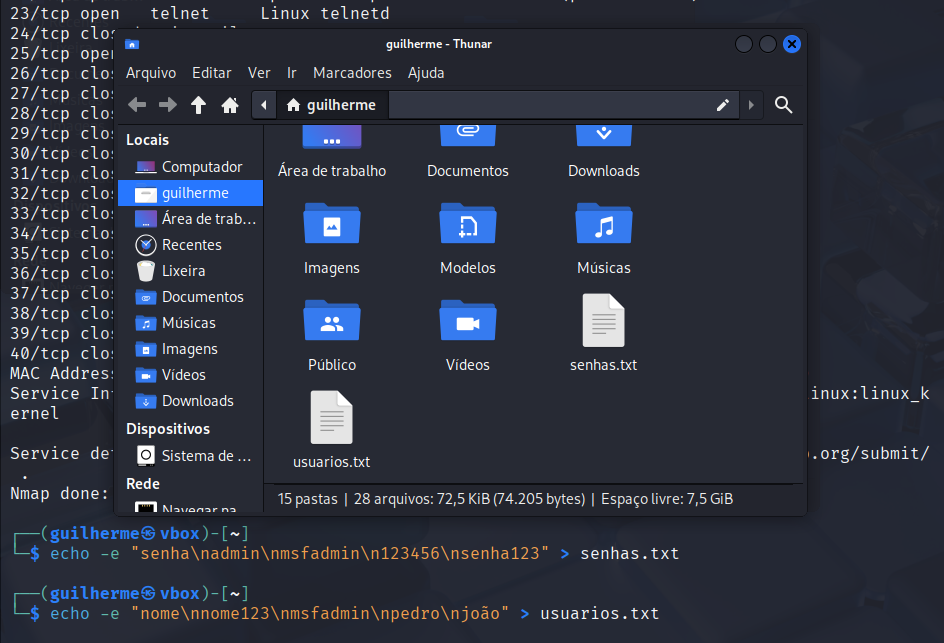 23/tcp open   telnet     Linux telnetd
24/tcp clos
25/tcp open
26/tcp clos
27/tcp clos
28/tcp clos
29/tcp clos
30/tcp clos
31/tcp clos
32/tcp clos
33/tcp clos
34/tcp clos
35/tcp clos
36/tcp clos
37/tcp clos
38/tcp clos
39/tcp clos
40/tcp clos
MAC Address
Service In
inux:linux_k
ernel
Service det
.org/submit/
.
Nmap done:
guilherme - Thunar
Arquivo Editar Ver Ir Marcadores Ajuda
guilherme
Locais
Computador
guilherme
Área de trab...
Recentes
Lixeira
Documentos
Músicas
Imagens
Vídeos
Downloads
Dispositivos
Sistema de ...
Rede
Navegar na
Área de trabalho Documentos Downloads
Imagens Modelos Músicas
Público Vídeos senhas.txt
usuarios.txt
15 pastas | 28 arquivos: 72,5 KiB (74.205 bytes) | Espaço livre: 7,5 GiB
┌──(guilherme㉿vbox)-[~]
└─$ echo -e "senha\nadmin\nmsfadmin\n123456\nsenha123" > senhas.txt
┌──(guilherme㉿vbox)-[~]
└─$ echo -e "nome\nnome123\nmsfadmin\npedro\njoão" > usuarios.txt